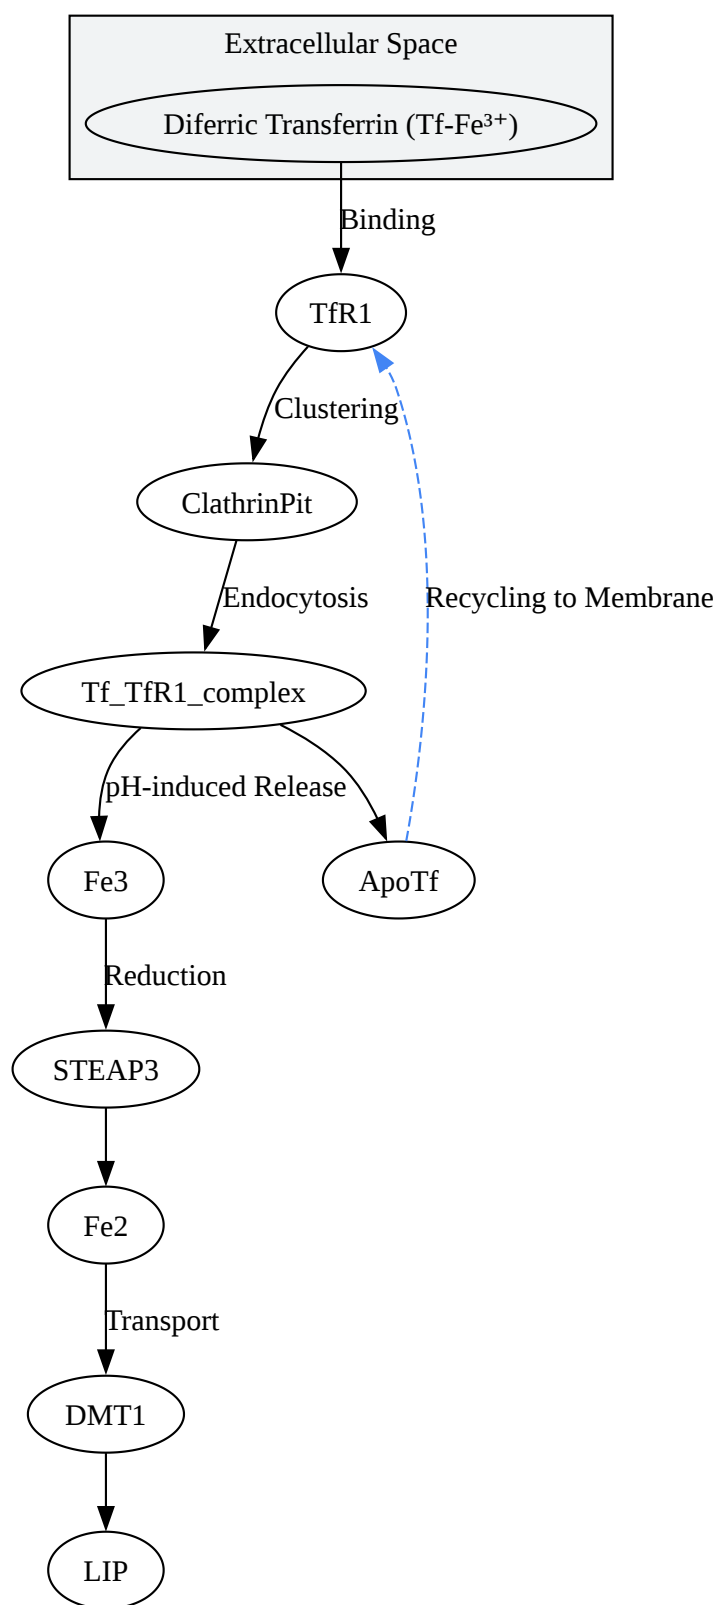 Extracellular Space
Diferric Transferrin (Tf-Fe³⁺)
Binding
TfR1
Clustering
ClathrinPit
Endocytosis
Recycling to Membrane
Tf_TfR1_complex
pH-induced Release
Fe3
ApoTf
Reduction
STEAP3
Fe2
Transport
DMT1
LIP